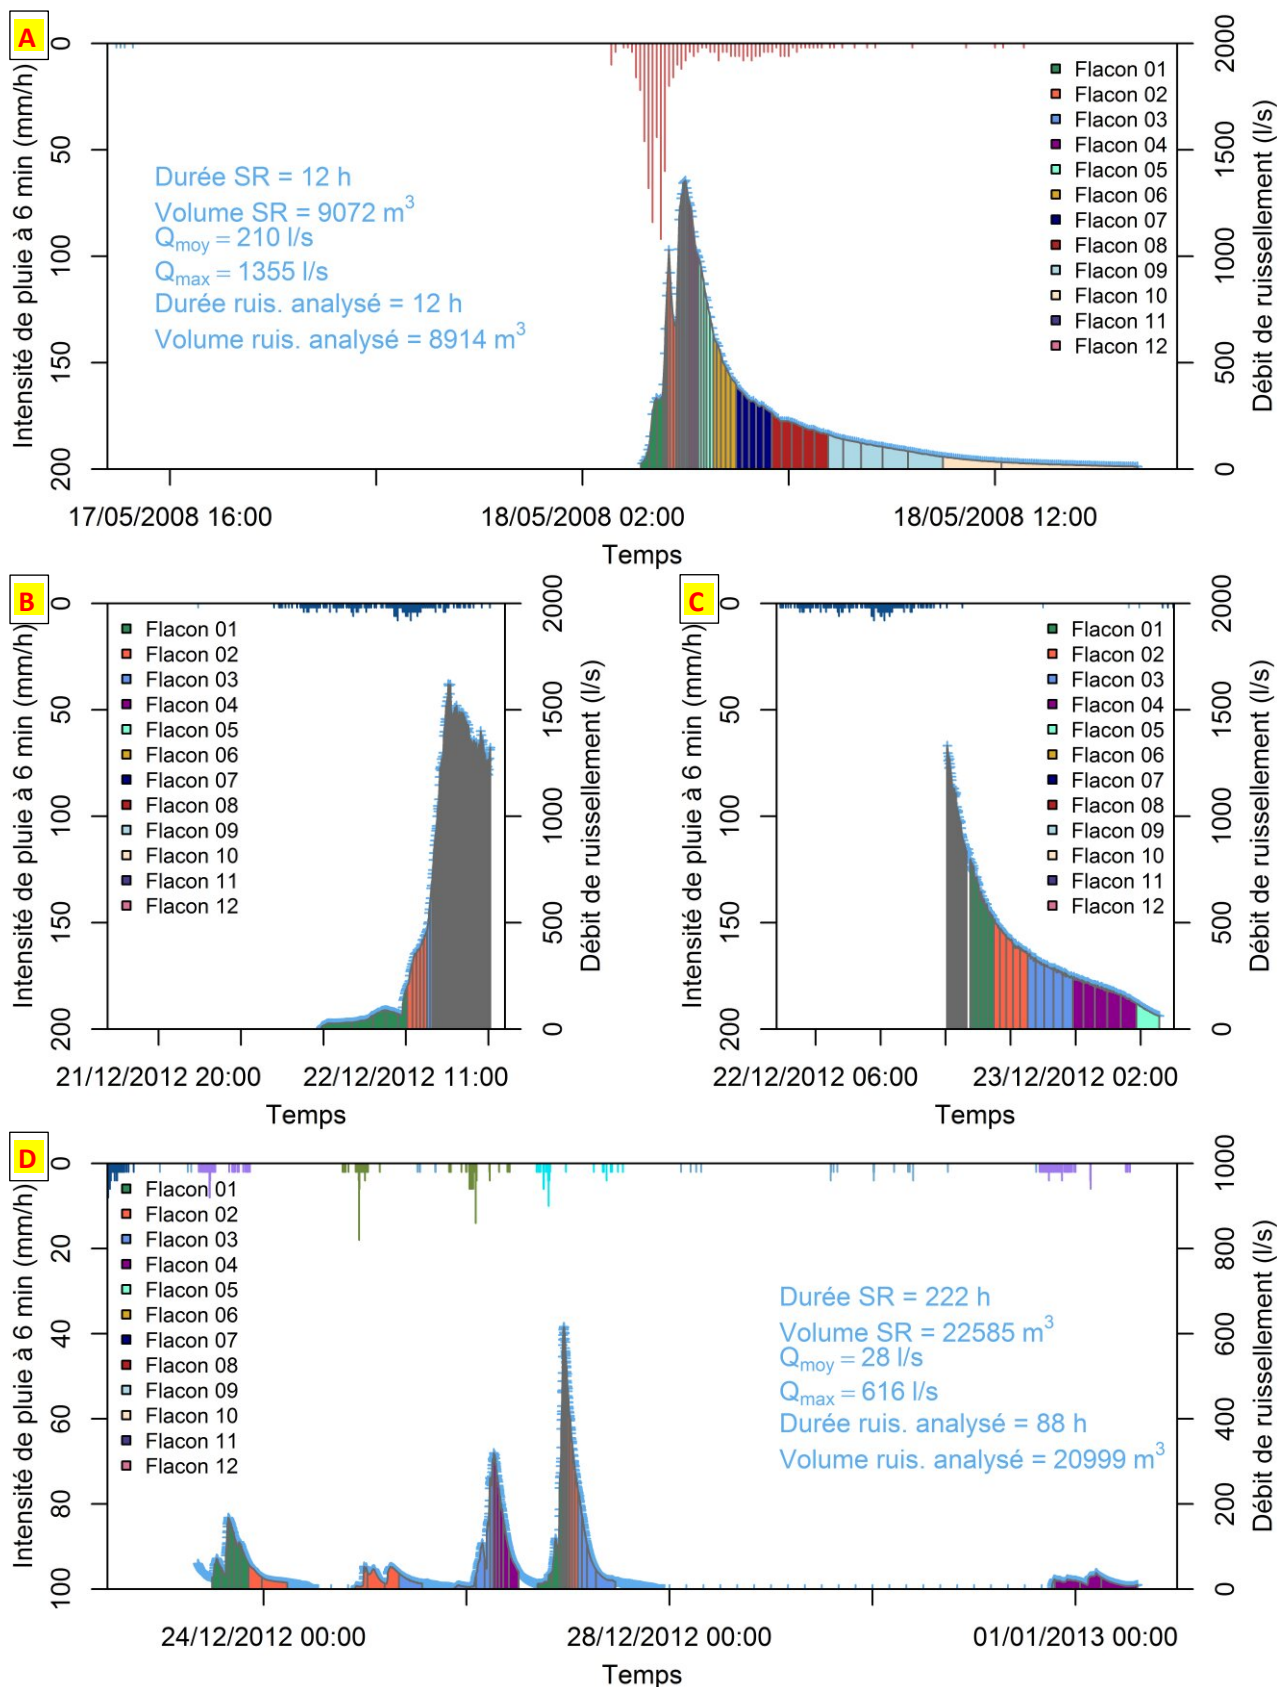 A
Intensité de pluie à 6 min (mm/h)
0
50
100
150
200
Durée SR = 12 h
Volume SR = 9072 m³
Qmoy = 210 l/s
Qmax = 1355 l/s
Durée ruis. analysé = 12 h
Volume ruis. analysé = 8914 m³
Flacon 01
Flacon 02
Flacon 03
Flacon 04
Flacon 05
Flacon 06
Flacon 07
Flacon 08
Flacon 09
Flacon 10
Flacon 11
Flacon 12
2000
1500
1000
500
0
Débit de ruissellement (l/s)
17/05/2008 16:00
18/05/2008 02:00
18/05/2008 12:00
Temps
B
Intensité de pluie à 6 min (mm/h)
0
50
100
150
200
Flacon 01
Flacon 02
Flacon 03
Flacon 04
Flacon 05
Flacon 06
Flacon 07
Flacon 08
Flacon 09
Flacon 10
Flacon 11
Flacon 12
2000
1500
1000
500
0
Débit de ruissellement (l/s)
21/12/2012 20:00
22/12/2012 11:00
Temps
C
Intensité de pluie à 6 min (mm/h)
0
50
100
150
200
Flacon 01
Flacon 02
Flacon 03
Flacon 04
Flacon 05
Flacon 06
Flacon 07
Flacon 08
Flacon 09
Flacon 10
Flacon 11
Flacon 12
2000
1500
1000
500
0
Débit de ruissellement (l/s)
22/12/2012 06:00
23/12/2012 02:00
Temps
D
Intensité de pluie à 6 min (mm/h)
0
20
40
60
80
100
Flacon 01
Flacon 02
Flacon 03
Flacon 04
Flacon 05
Flacon 06
Flacon 07
Flacon 08
Flacon 09
Flacon 10
Flacon 11
Flacon 12
Durée SR = 222 h
Volume SR = 22585 m³
Qmoy = 28 l/s
Qmax = 616 l/s
Durée ruis. analysé = 88 h
Volume ruis. analysé = 20999 m³
1000
800
600
400
200
0
Débit de ruissellement (l/s)
24/12/2012 00:00
28/12/2012 00:00
01/01/2013 00:00
Temps